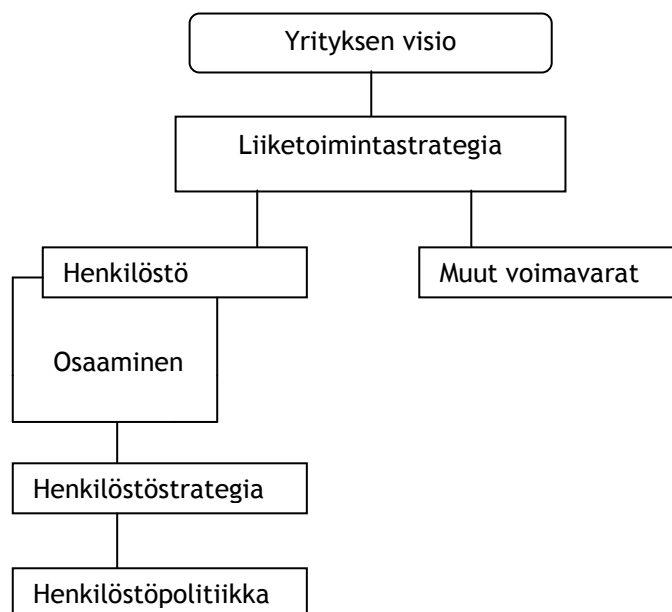 Yrityksen visio
Liiketoimintastrategia
Henkilöstö
Muut voimavarat
Osaaminen
Henkilöstöstrategia
Henkilöstöpolitiikka